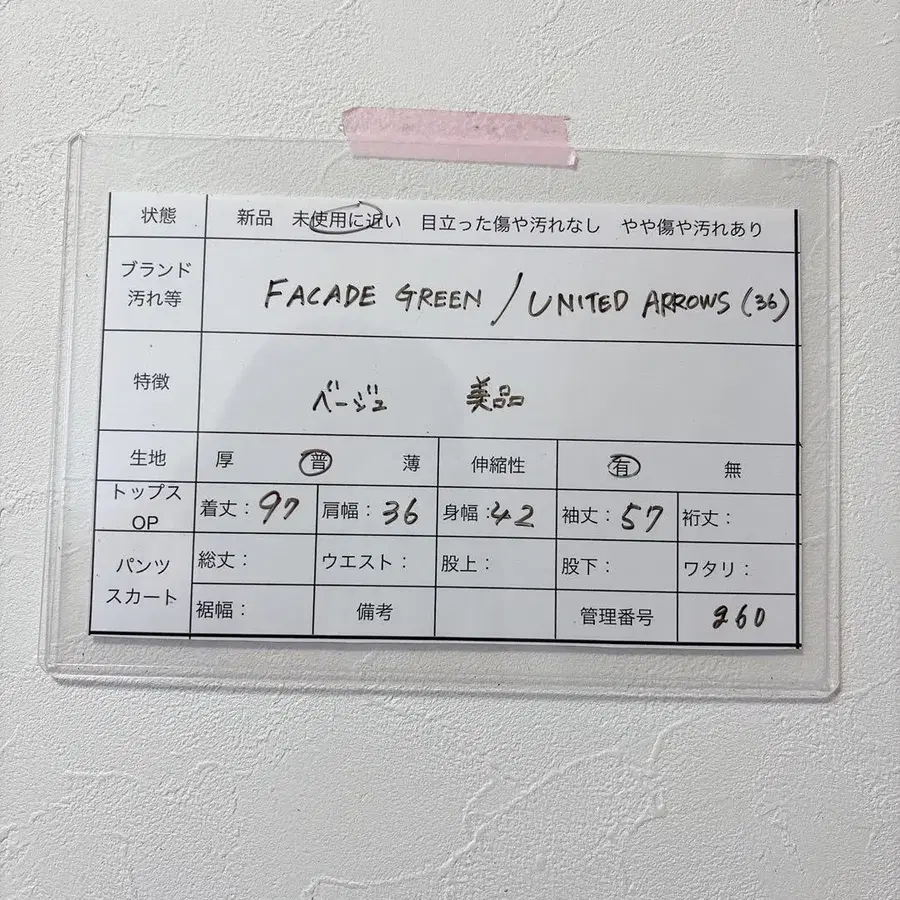 状態 新品 未使用に近い 目立った傷や汚れなし やや傷や汚れあり
ブランド
汚れ等 FACADE GREEN / UNITED ARROWS (36)
特徴 ベージュ 美品
生地 厚 普 薄 伸縮性 有 無
トップス
OP 着丈：97 肩幅：36 身幅：42 袖丈：57 裄丈：
パンツ
スカート 総丈： ウエスト： 股上： 股下： ワタリ：
裾幅： 備考 管理番号 260